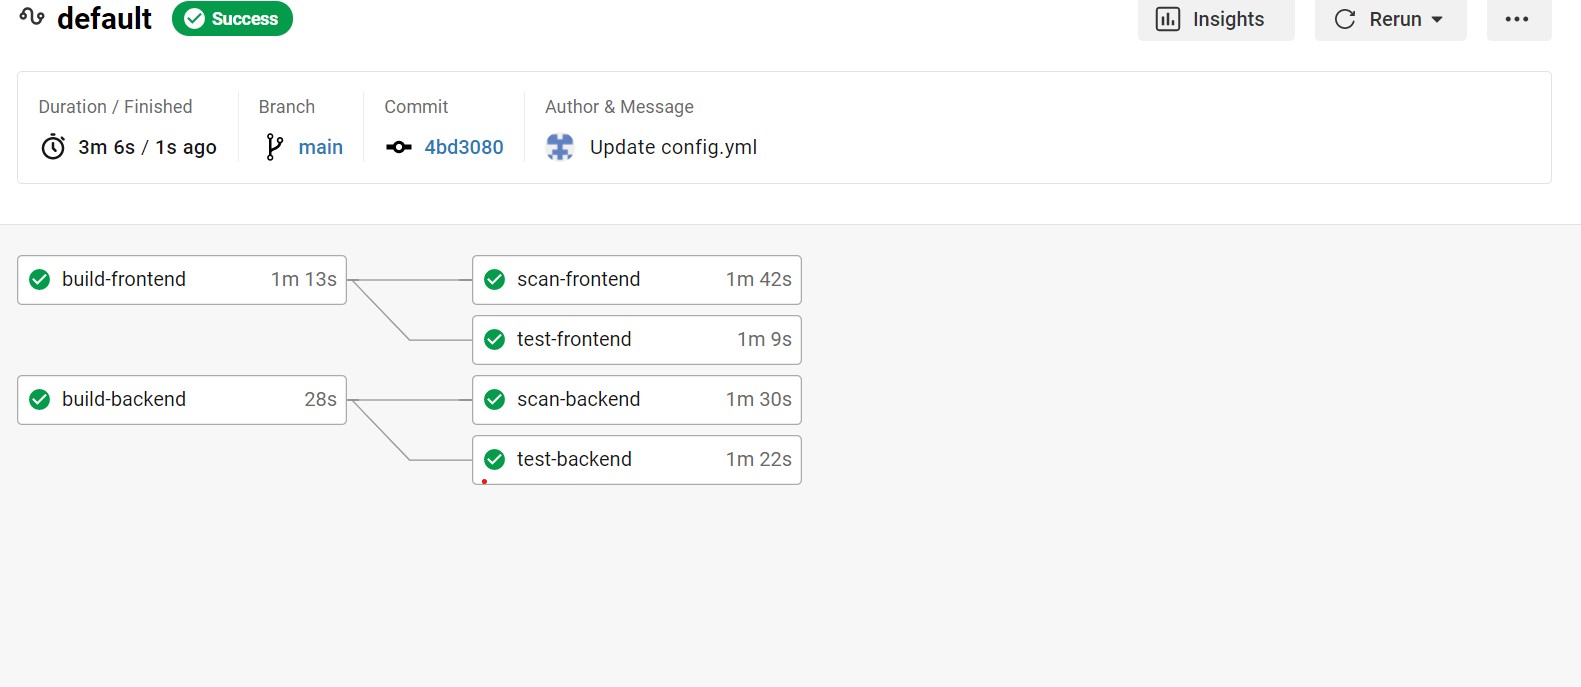 default Success Insights Rerun
Duration / Finished Branch Commit Author & Message
3m 6s / 1s ago main 4bd3080 Update config.yml
build-frontend 1m 13s scan-frontend 1m 42s
test-frontend 1m 9s
build-backend 28s scan-backend 1m 30s
test-backend 1m 22s